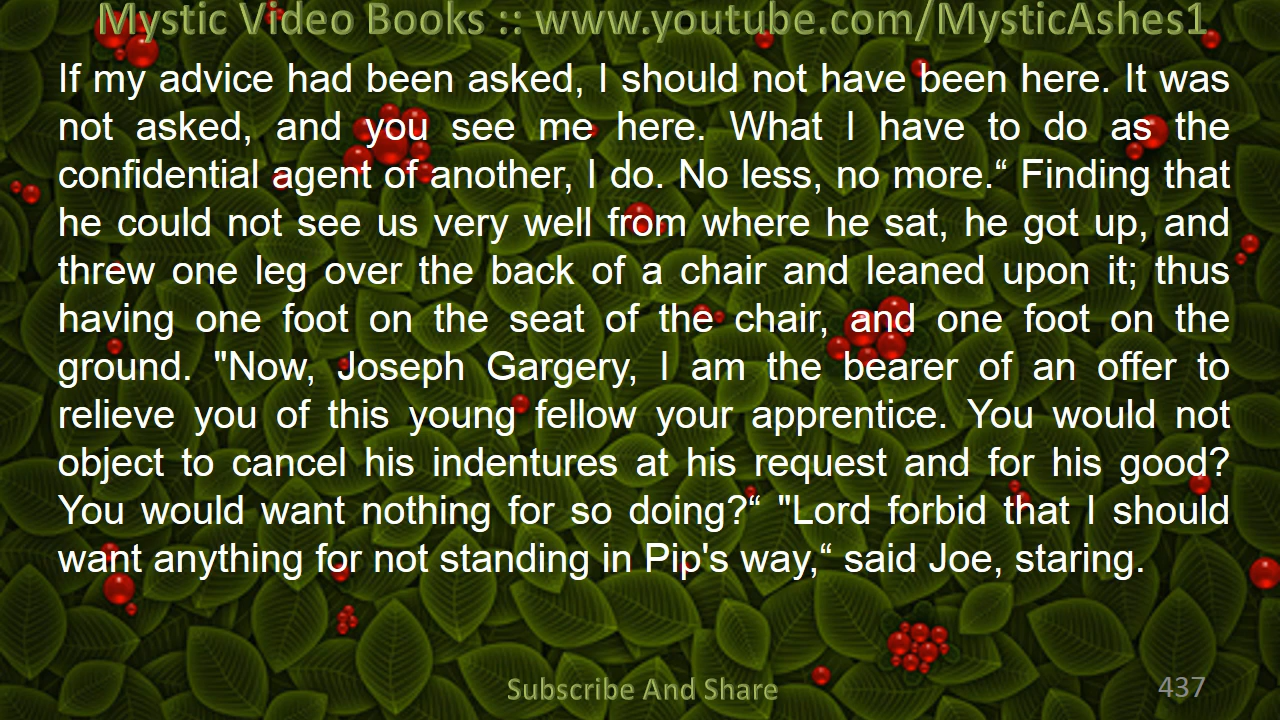 Mystic Video Books :: www.youtube.com/MysticAshes1
If my advice had been asked, I should not have been here. It was
not asked, and you see me here. What I have to do as the
confidential agent of another, I do. No less, no more.“ Finding that
he could not see us very well from where he sat, he got up, and
threw one leg over the back of a chair and leaned upon it; thus
having one foot on the seat of the chair, and one foot on the
ground. "Now, Joseph Gargery, I am the bearer of an offer to
relieve you of this young fellow your apprentice. You would not
object to cancel his indentures at his request and for his good?
You would want nothing for so doing?“ "Lord forbid that I should
want anything for not standing in Pip's way,“ said Joe, staring.
Subscribe And Share
437